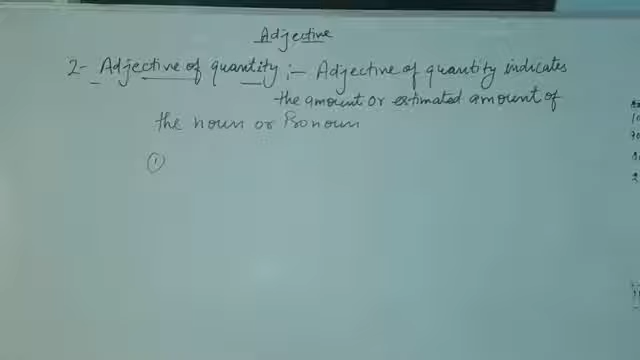 Adjective
2- Adjective of quantity :- Adjective of quantity indicates
the amount or estimated amount of
the noun or Pronoun
①